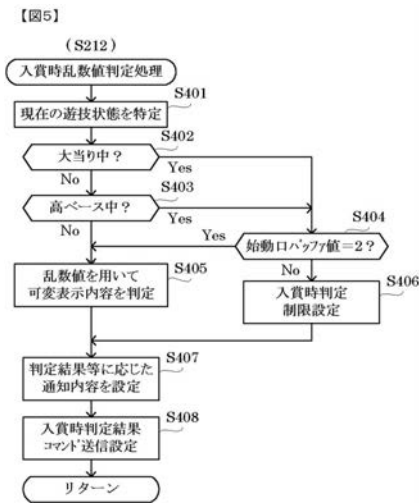 【図5】
(S212)
入賞時乱数値判定処理
S401
現在の遊技状態を特定
S402
大当り中？
Yes
No
S403
高ベース中？
Yes
No
S404
始動口バッファ値=2？
Yes
No
S405
乱数値を用いて
可変表示内容を判定
S406
入賞時判定
制限設定
S407
判定結果等に応じた
通知内容を設定
S408
入賞時判定結果
コマンド送信設定
リターン